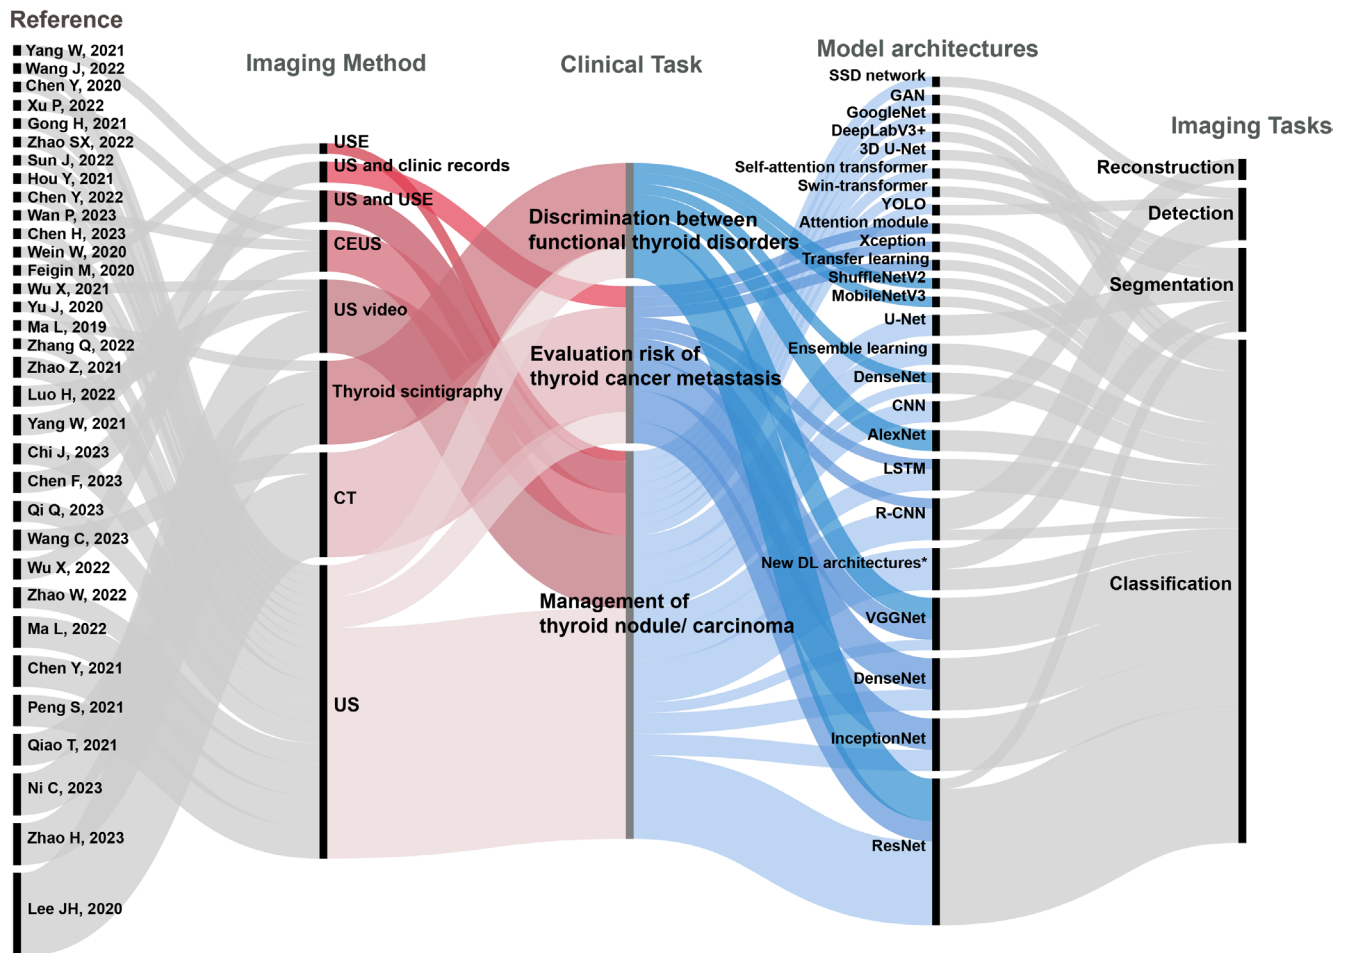 Reference
Yang W, 2021
Wang J, 2022
Chen Y, 2020
Xu P, 2022
Gong H, 2021
Zhao SX, 2022
Sun J, 2022
Hou Y, 2021
Chen Y, 2022
Wan P, 2023
Chen H, 2023
Wein W, 2020
Feigin M, 2020
Wu X, 2021
Yu J, 2020
Ma L, 2019
Zhang Q, 2022
Zhao Z, 2021
Luo H, 2022
Yang W, 2021
Chi J, 2023
Chen F, 2023
Qi Q, 2023
Wang C, 2023
Wu X, 2022
Zhao W, 2022
Ma L, 2022
Chen Y, 2021
Peng S, 2021
Qiao T, 2021
Ni C, 2023
Zhao H, 2023
Lee JH, 2020
Imaging Method
USE
US and clinic records
US and USE
CEUS
US video
Thyroid scintigraphy
CT
US
Clinical Task
Discrimination between
functional thyroid disorders
Evaluation risk of
thyroid cancer metastasis
Management of
thyroid nodule/ carcinoma
Model architectures
SSD network
GAN
GoogleNet
DeepLabV3+
3D U-Net
Self-attention transformer
Swin-transformer
YOLO
Attention module
Xception
Transfer learning
ShuffleNetV2
MobileNetV3
U-Net
Ensemble learning
DenseNet
CNN
AlexNet
LSTM
R-CNN
New DL architectures*
VGGNet
DenseNet
InceptionNet
ResNet
Imaging Tasks
Reconstruction
Detection
Segmentation
Classification